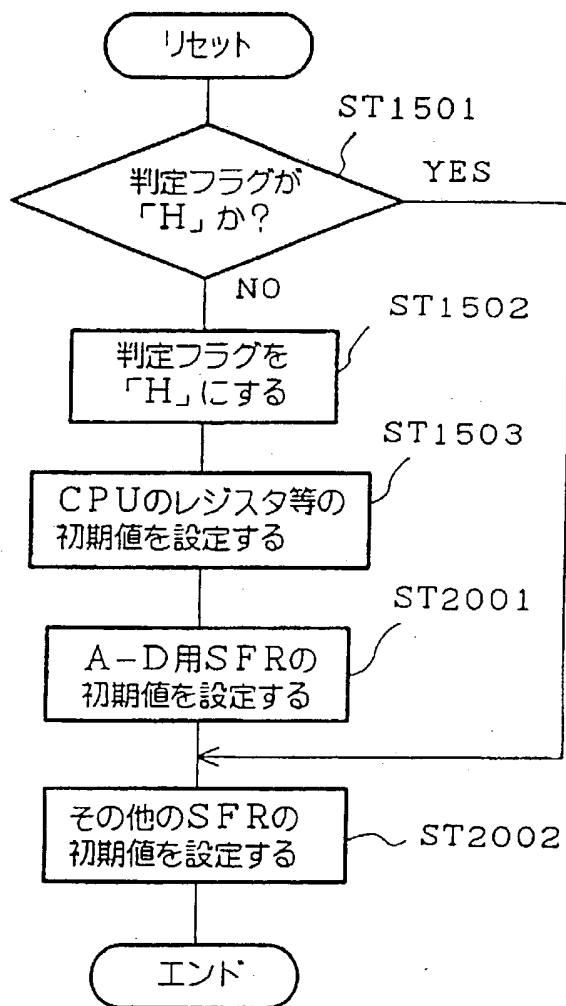 リセット
ST1501
判定フラグが
「H」か?
YES
NO
ST1502
判定フラグを
「H」にする
ST1503
CPUのレジスタ等の
初期値を設定する
ST2001
A-D用SFRの
初期値を設定する
その他のSFRの
初期値を設定する
ST2002
エンド